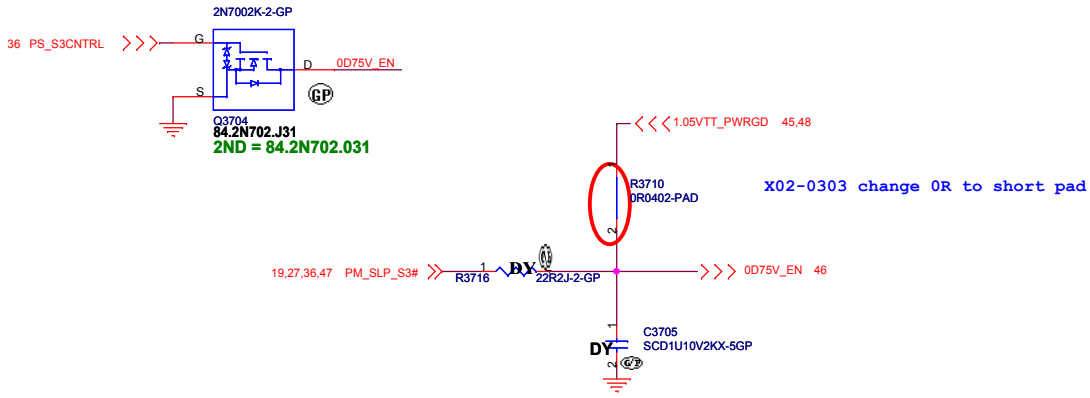 2N7002K-2-GP
36 PS_S3CNTRL
G
D
S
0D75V_EN
GP
Q3704
84.2N702.J31
2ND = 84.2N702.031
1.05VTT_PWRGD 45,48
1
R3710
0R0402-PAD
2
X02-0303 change 0R to short pad
19,27,36,47 PM_SLP_S3#
1
DY
R3716
22R2J-2-GP
0D75V_EN 46
1
C3705
SCD1U10V2KX-5GP
DY
2